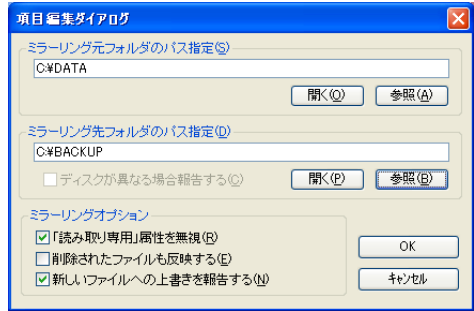 項目編集ダイアログ
ミラーリング元フォルダのパス指定(S)
C:¥DATA
開く(O) 参照(A)
ミラーリング先フォルダのパス指定(D)
C:¥BACKUP
ディスクが異なる場合報告する(C) 開く(P) 参照(B)
ミラーリングオプション
「読み取り専用」属性を無視(R)
削除されたファイルも反映する(E)
新しいファイルへの上書きを報告する(N)
OK
キャンセル